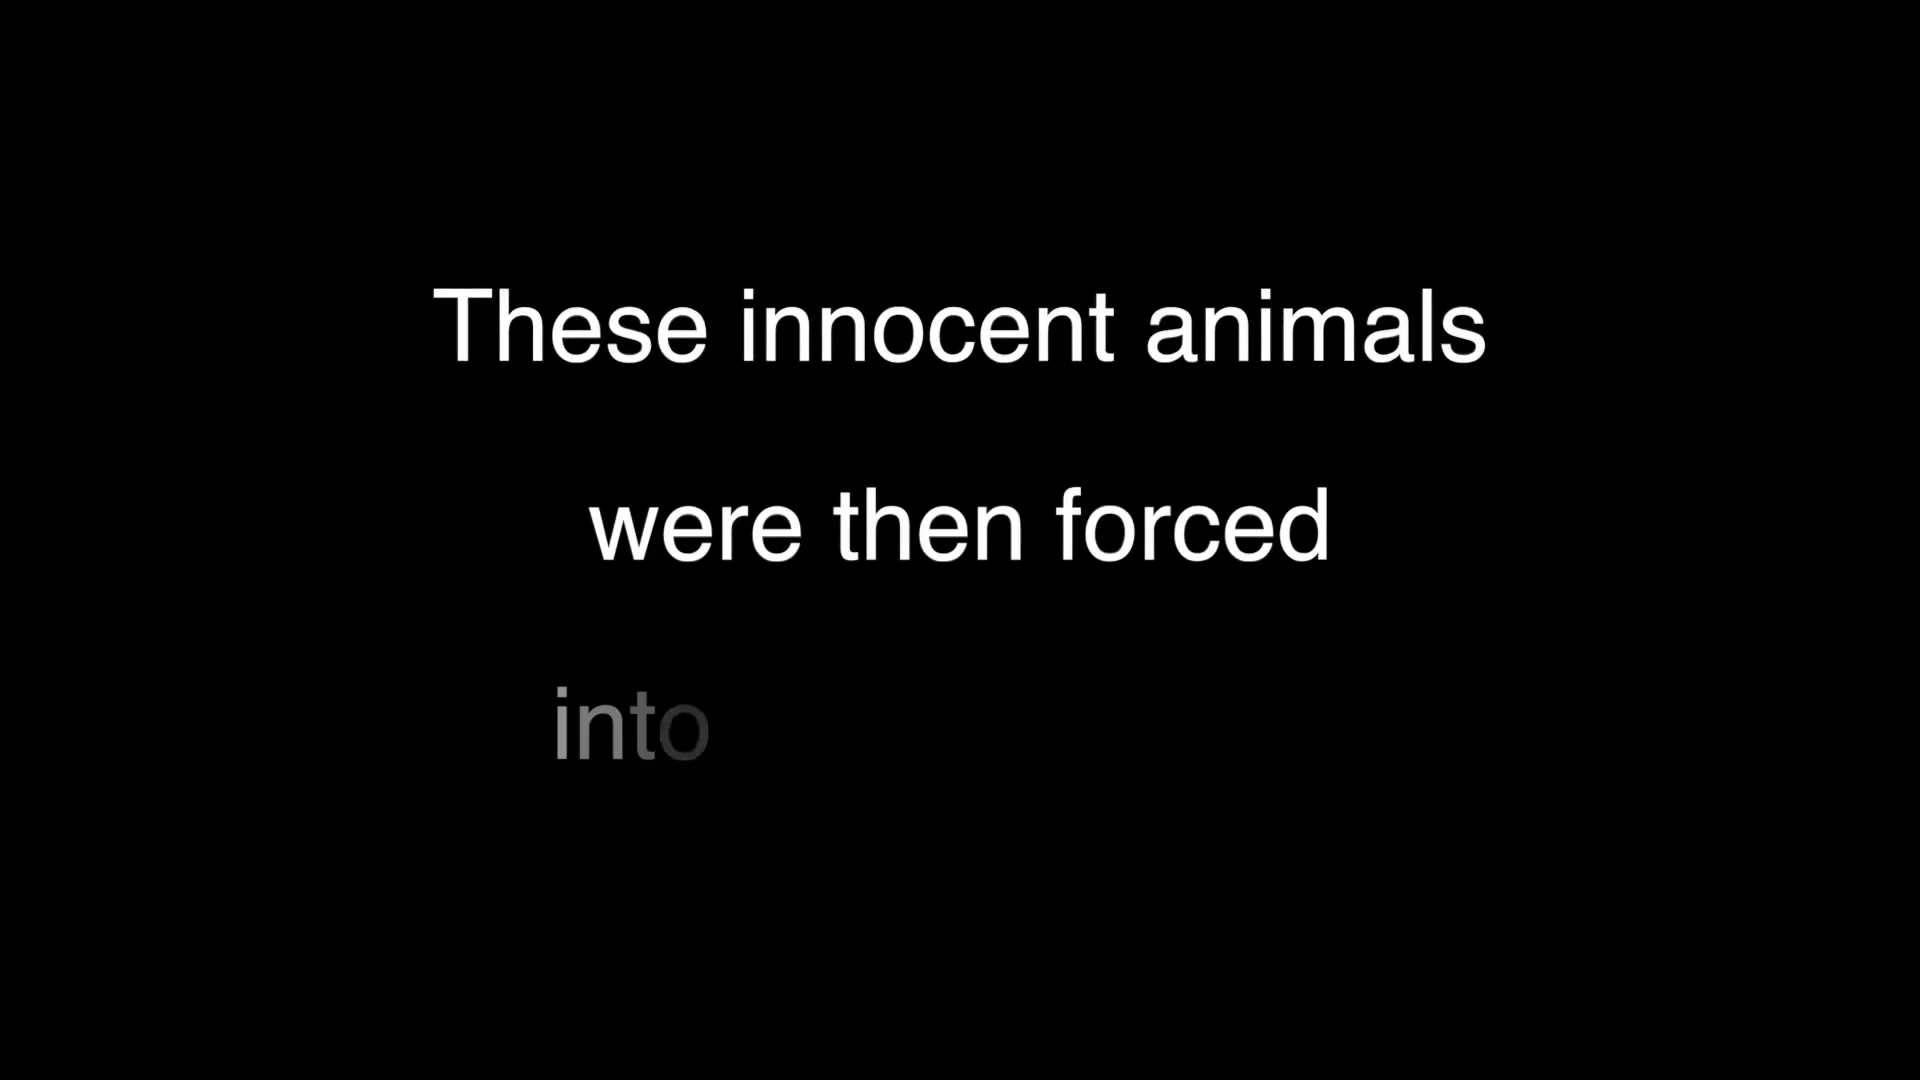 These innocent animals
were then forced
into